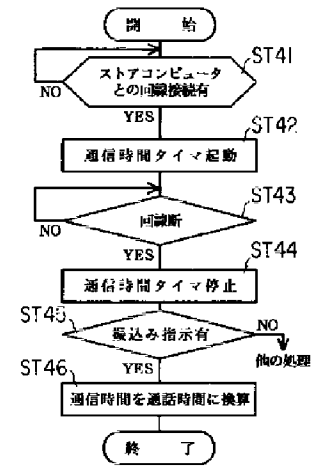 開 始
ST41
ストアコンピュータ
との回線接続有
NO
YES
ST42
通信時間タイマ起動
ST43
回線断
NO
YES
ST44
通信時間タイマ停止
ST45
振込み指示有
NO
他の処理
YES
ST46
通信時間を通話時間に換算
終 了